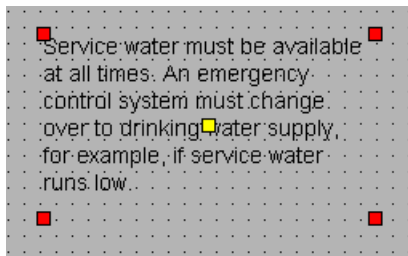 Service water must be available
at all times. An emergency
control system must change
over to drinking water supply,
for example, if service water
runs low.